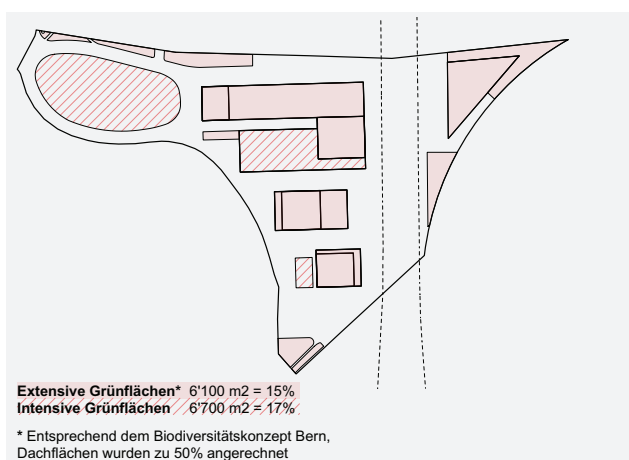 Extensive Grünflächen* 6'100 m2 = 15%
Intensive Grünflächen 6'700 m2 = 17%
* Entsprechend dem Biodiversitätskonzept Bern,
Dachflächen wurden zu 50% angerechnet